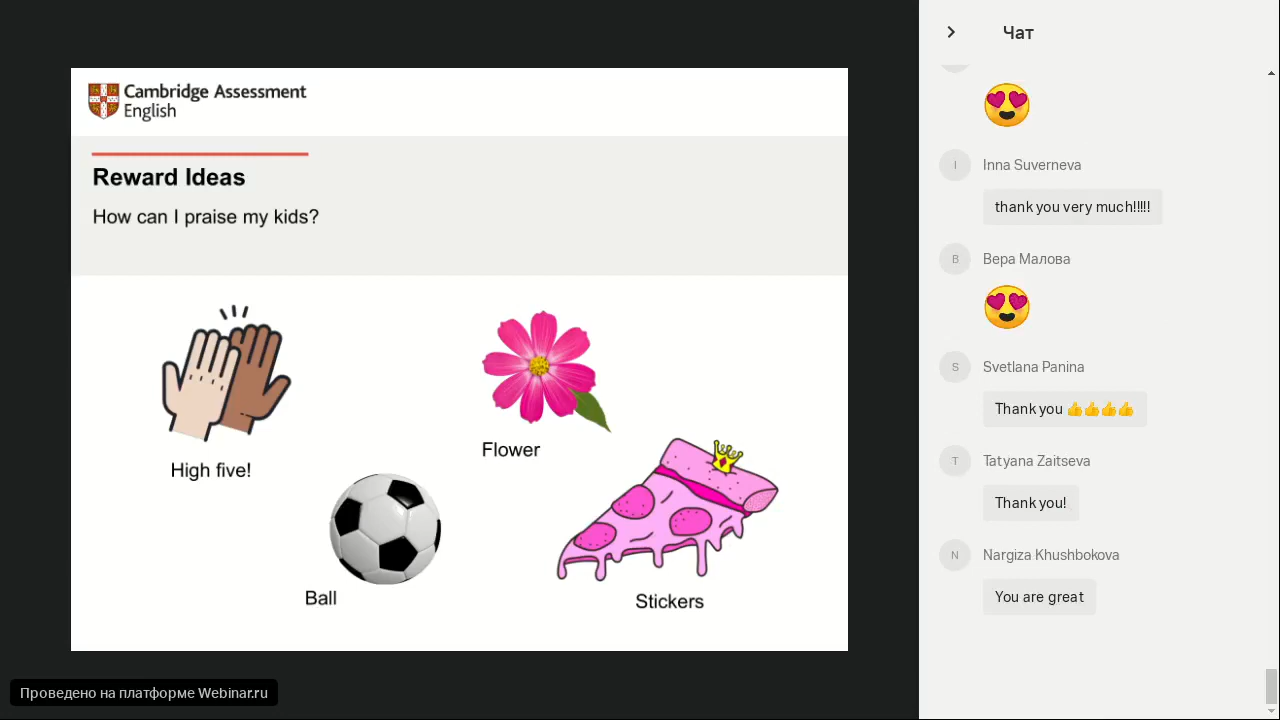 Cambridge Assessment
English
Reward Ideas
How can I praise my kids?
High five!
Flower
Ball
Stickers
Проведено на платформе Webinar.ru
Чат
I
Inna Suverneva
thank you very much!!!!!
В
Вера Малова
S
Svetlana Panina
Thank you 👍👍👍👍
T
Tatyana Zaitseva
Thank you!
N
Nargiza Khushbokova
You are great